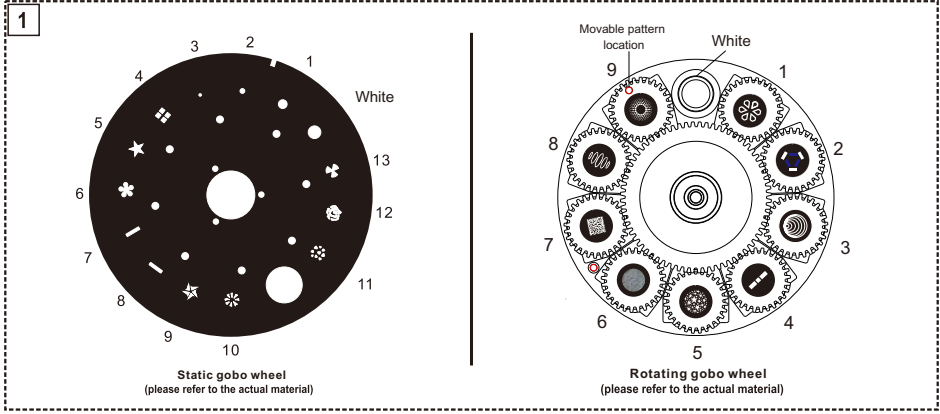 1
3
2
1
4
White
5
13
6
12
7
11
8
9
10
Static gobo wheel
(please refer to the actual material)
Movable pattern
location
White
9
1
8
2
7
3
6
4
5
Rotating gobo wheel
(please refer to the actual material)